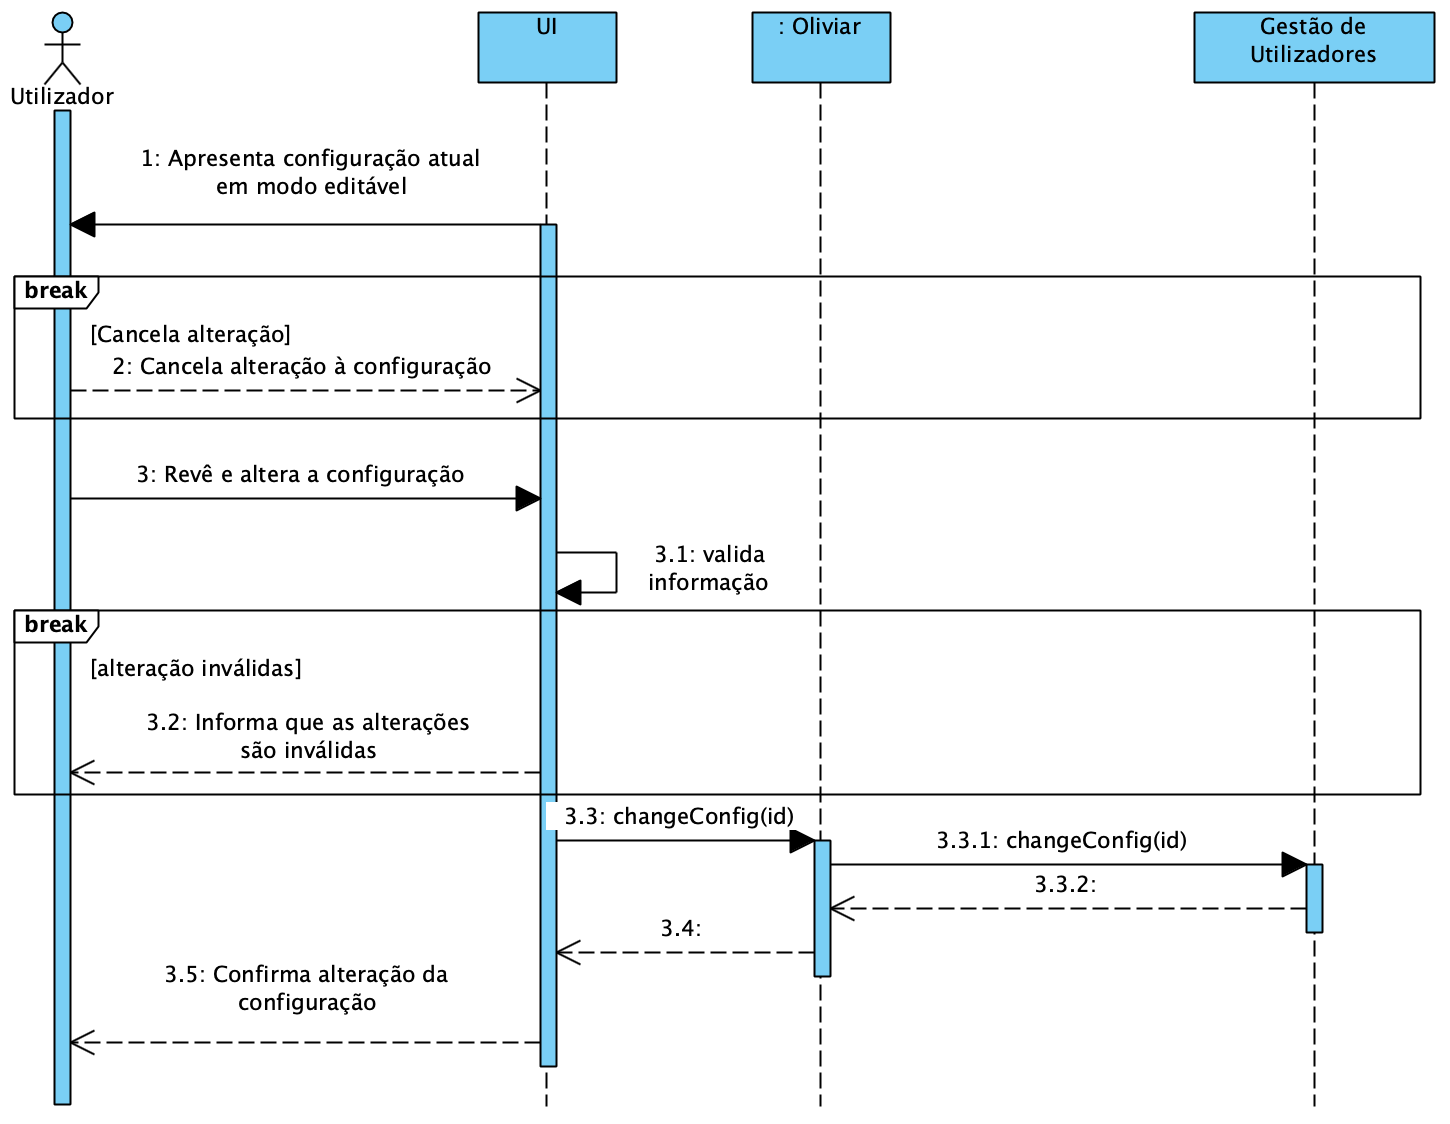 UI
: Oliviar
Gestão de
Utilizadores
Utilizador
1: Apresenta configuração atual
em modo editável
break
[Cancela alteração]
2: Cancela alteração à configuração
3: Revê e altera a configuração
3.1: valida
informação
break
[alteração inválidas]
3.2: Informa que as alterações
são inválidas
3.3: changeConfig(id)
3.3.1: changeConfig(id)
3.3.2:
3.4:
3.5: Confirma alteração da
configuração